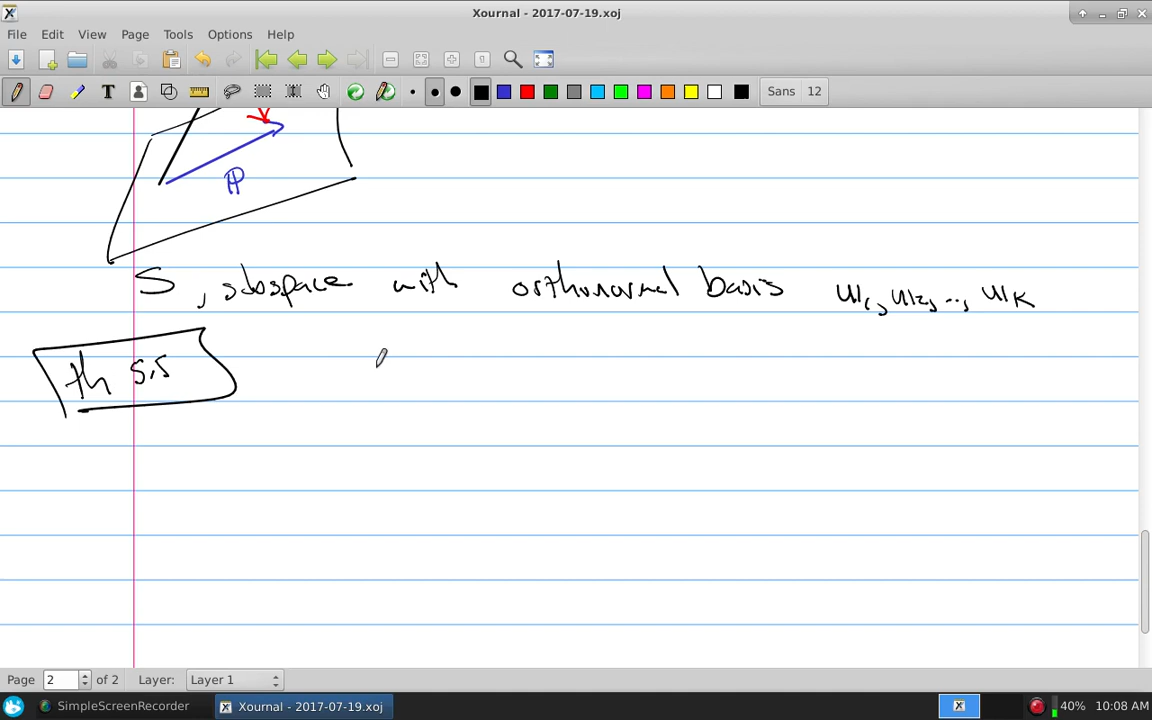 Xournal - 2017-07-19.xoj
File Edit View Page Tools Options Help
Sans 12
P
S, subspace with orthonormal basis u1, u2, .., uk
th 5.5
Page 2 of 2 Layer: Layer 1
SimpleScreenRecorder Xournal - 2017-07-19.xoj 40% 10:08 AM